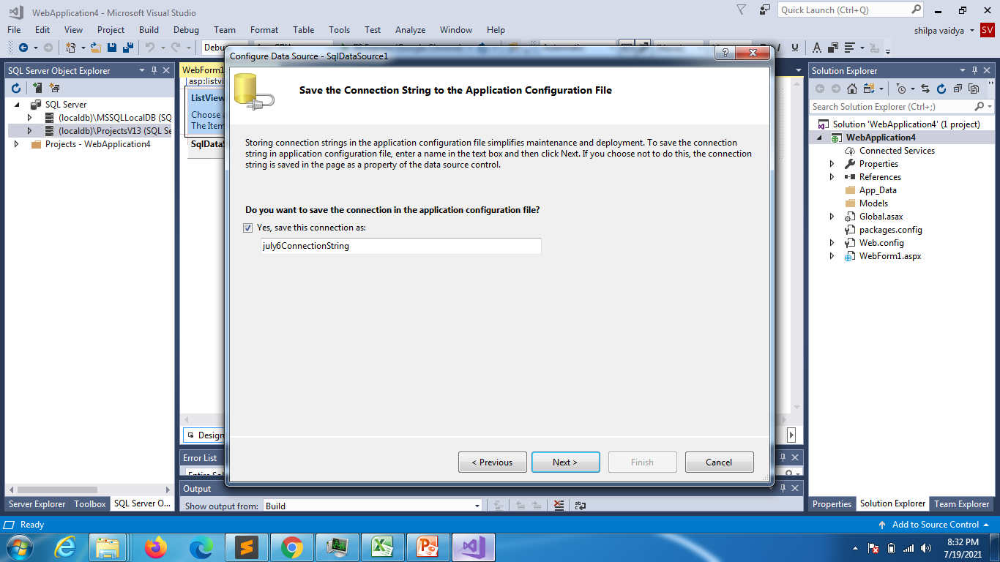 WebApplication4 - Microsoft Visual Studio
Quick Launch (Ctrl+Q)
File Edit View Project Build Debug Team Format Table Tools Test Analyze Window Help
shilpa vaidya SV
Configure Data Source - SqlDataSource1
SQL Server Object Explorer
SQL Server
(localdb)\MSSQLLocalDB (SQ
(localdb)\ProjectsV13 (SQL Se
Projects - WebApplication4
Server Explorer Toolbox SQL Server O...
WebForm1
asp:listvi
ListView
Choose
The Item
SqlDataS
Design
Save the Connection String to the Application Configuration File
Storing connection strings in the application configuration file simplifies maintenance and deployment. To save the connection
string in application configuration file, enter a name in the text box and then click Next. If you choose not to do this, the connection
string is saved in the page as a property of the data source control.
Do you want to save the connection in the application configuration file?
Yes, save this connection as:
july6ConnectionString
< Previous Next > Finish Cancel
Error List
Output
Show output from: Build
Solution Explorer
Search Solution Explorer (Ctrl+;)
Solution 'WebApplication4' (1 project)
WebApplication4
Connected Services
Properties
References
App_Data
Models
Global.asax
packages.config
Web.config
WebForm1.aspx
Properties Solution Explorer Team Explorer
Ready
Add to Source Control
8:32 PM
7/19/2021